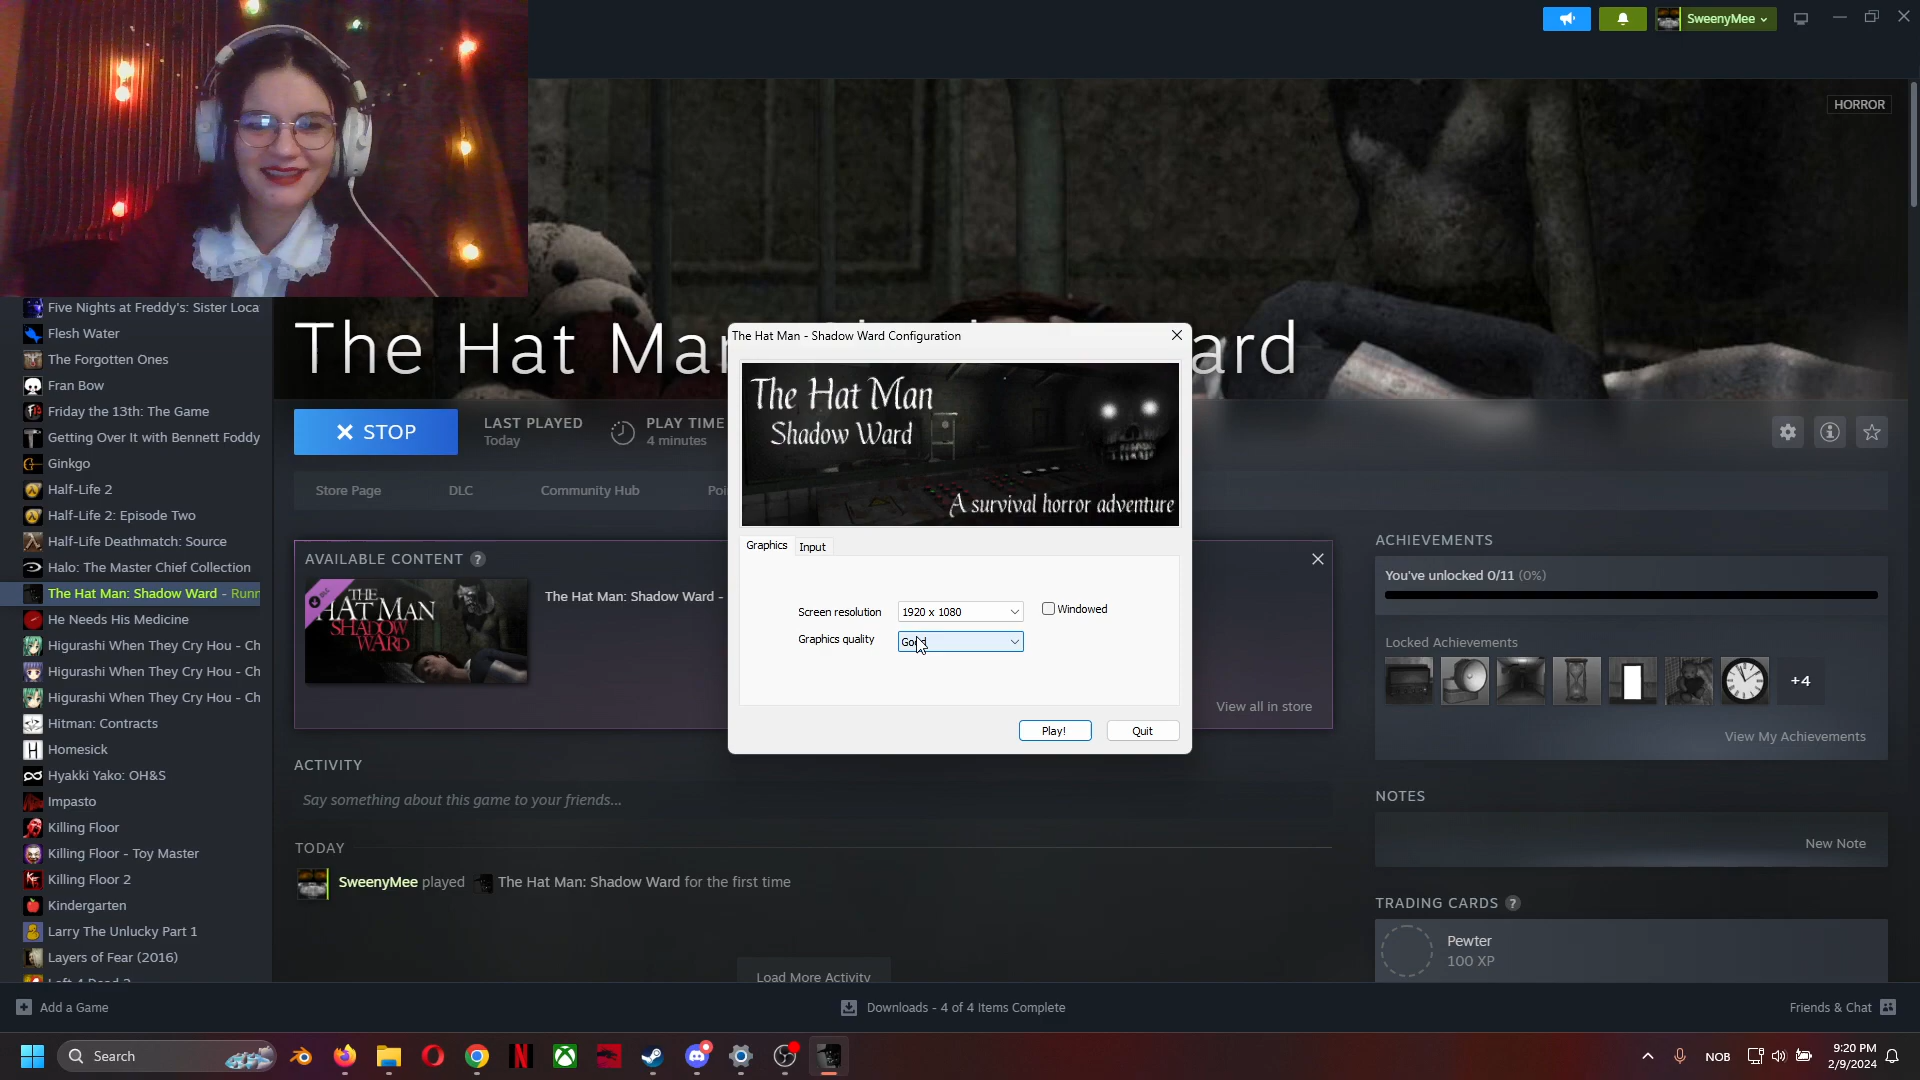 SweenyMee
HORROR
Five Nights at Freddy's: Sister Loca
Flesh Water
The Forgotten Ones
Fran Bow
Friday the 13th: The Game
Getting Over It with Bennett Foddy
Ginkgo
Half-Life 2
Half-Life 2: Episode Two
Half-Life Deathmatch: Source
Halo: The Master Chief Collection
The Hat Man: Shadow Ward - Runn
He Needs His Medicine
Higurashi When They Cry Hou - Ch
Higurashi When They Cry Hou - Ch
Higurashi When They Cry Hou - Ch
Hitman: Contracts
Homesick
Hyakki Yako: OH&S
Impasto
Killing Floor
Killing Floor - Toy Master
Killing Floor 2
Kindergarten
Larry The Unlucky Part 1
Layers of Fear (2016)
The Hat Ma
ard
STOP
LAST PLAYED
Today
PLAY TIME
4 minutes
Store Page
DLC
Community Hub
Poi
AVAILABLE CONTENT ?
THE HAT MAN
SHADOW WARD
DLC
The Hat Man: Shadow Ward -
View all in store
The Hat Man - Shadow Ward Configuration
The Hat Man
Shadow Ward
A survival horror adventure
Graphics
Input
Screen resolution
1920 x 1080
Windowed
Graphics quality
Play!
Quit
ACTIVITY
Say something about this game to your friends...
TODAY
SweenyMee played The Hat Man: Shadow Ward for the first time
Load More Activity
ACHIEVEMENTS
You've unlocked 0/11 (0%)
Locked Achievements
+4
View My Achievements
NOTES
New Note
TRADING CARDS ?
Pewter
100 XP
Add a Game
Downloads - 4 of 4 Items Complete
Friends & Chat
Search
NOB
9:20 PM
2/9/2024